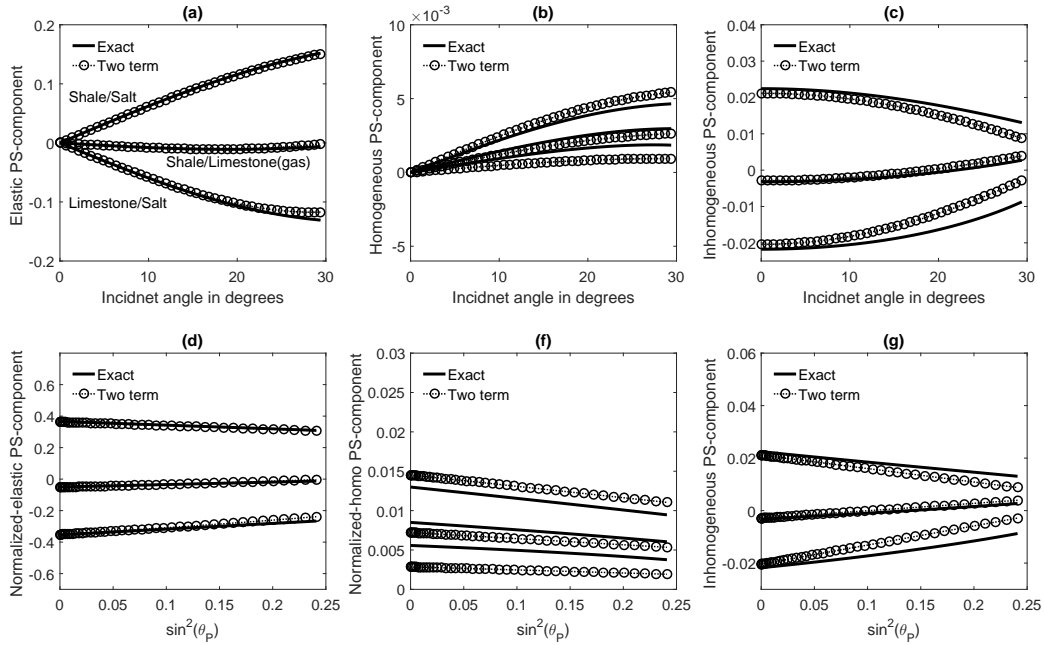 (a)
Elastic PS-component
0.2
0.1
0
-0.1
-0.2
Exact
Two term
Shale/Salt
Shale/Limestone(gas)
Limestone/Salt
0
10
20
30
Incidnet angle in degrees
(b)
×10⁻³
Homogeneous PS-component
10
5
0
-5
Exact
Two term
0
10
20
30
Incidnet angle in degrees
(c)
Inhomogeneous PS-component
0.04
0.03
0.02
0.01
0
-0.01
-0.02
Exact
Two term
0
10
20
30
Incidnet angle in degrees
(d)
Normalized-elastic PS-component
0.6
0.4
0.2
0
-0.2
-0.4
-0.6
Exact
Two term
0
0.05
0.1
0.15
0.2
0.25
sin²(θP)
(f)
Normalized-homo PS-component
0.03
0.025
0.02
0.015
0.01
0.005
0
Exact
Two term
0
0.05
0.1
0.15
0.2
0.25
sin²(θP)
(g)
Inhomogeneous PS-component
0.06
0.04
0.02
0
-0.02
Exact
Two term
0
0.05
0.1
0.15
0.2
0.25
sin²(θP)